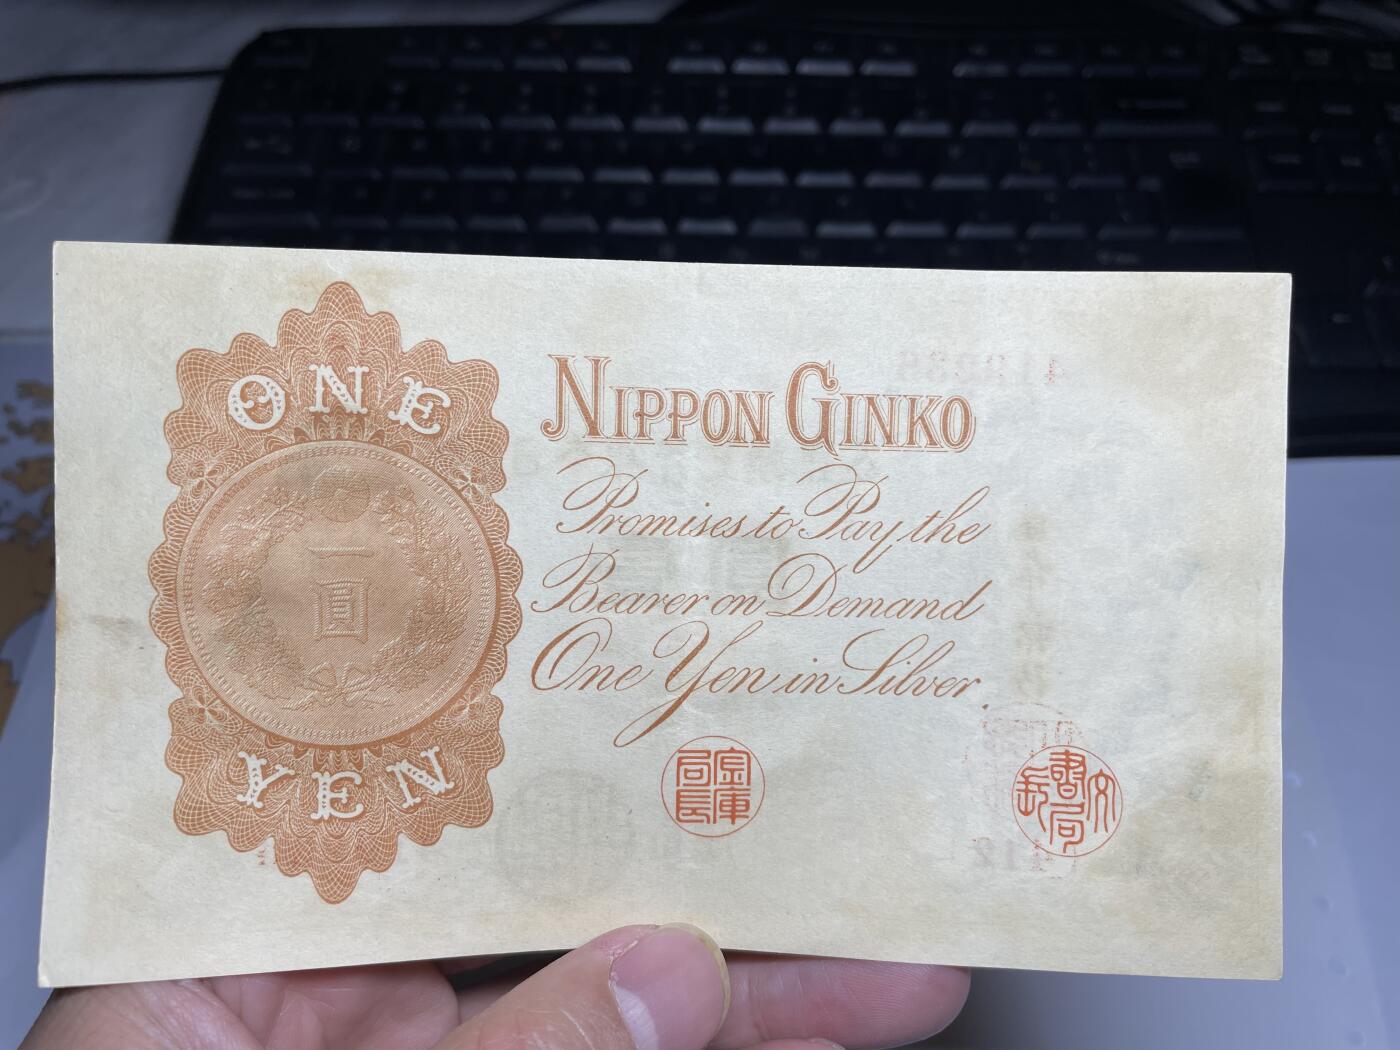 ONE
一圓
YEN
NIPPON GINKO
Promises to Pay the
Bearer on Demand
One Yen in Silver
金庫局長
文書局長